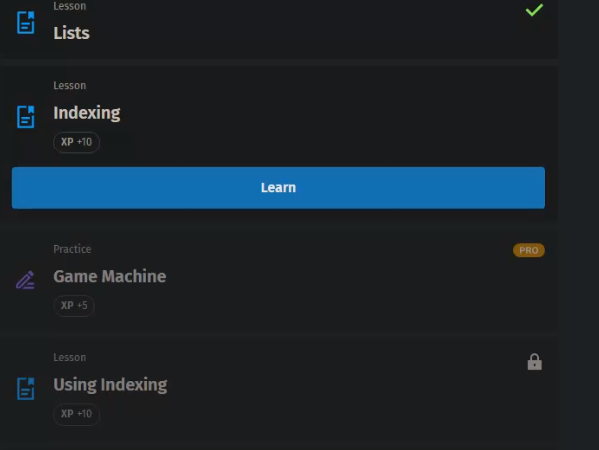 Lesson
Lists
Lesson
Indexing
XP +10
Learn
Practice
PRO
Game Machine
XP +5
Lesson
Using Indexing
XP +10